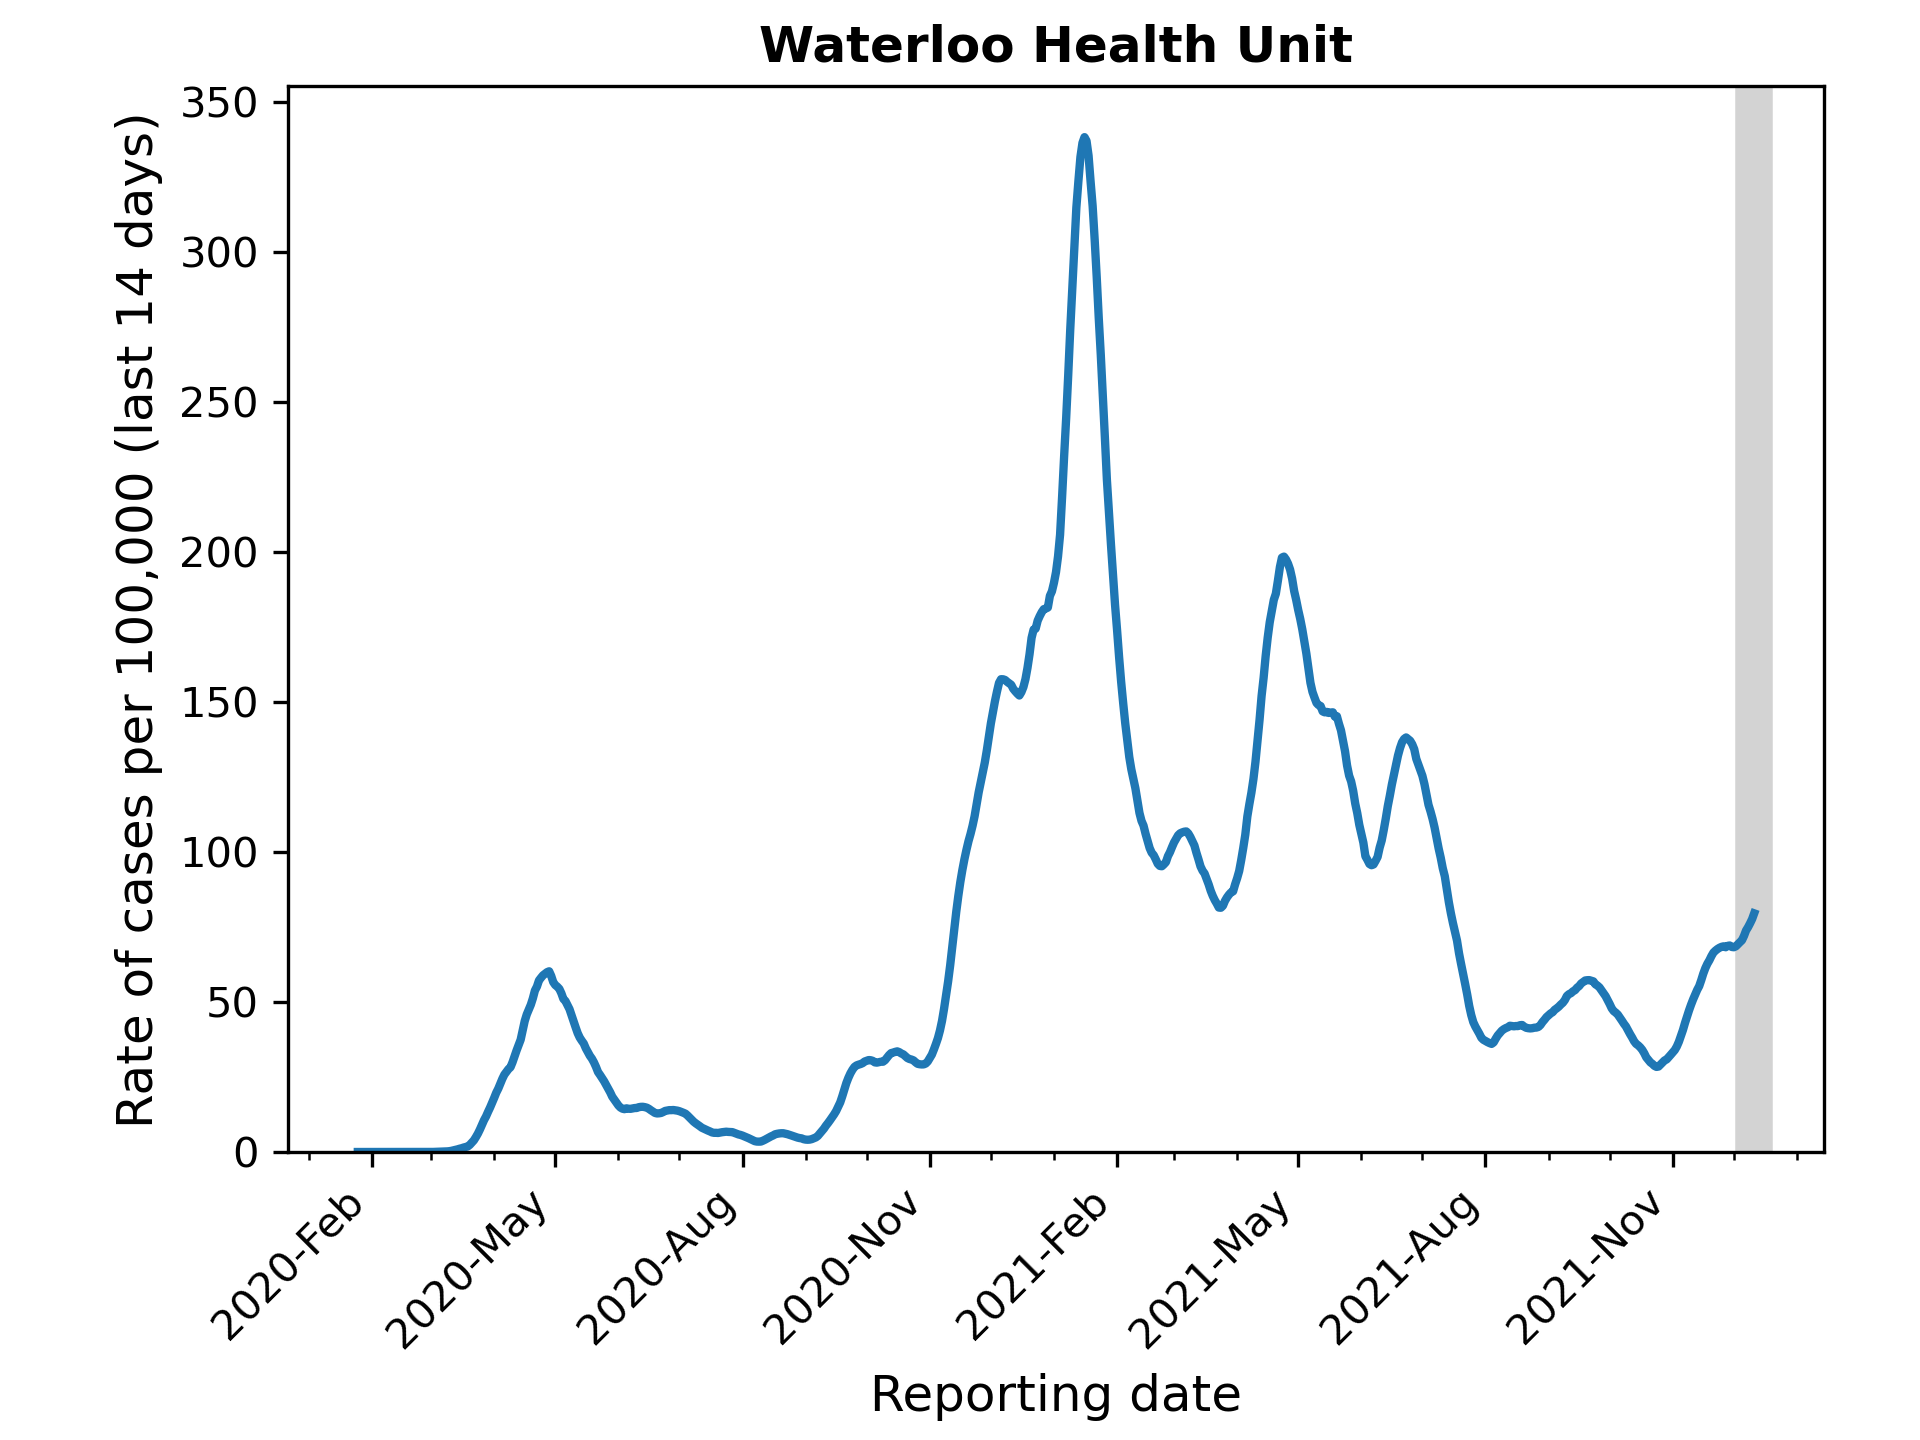 Waterloo Health Unit
Rate of cases per 100,000 (last 14 days)
350
300
250
200
150
100
50
0
2020-Feb
2020-May
2020-Aug
2020-Nov
2021-Feb
2021-May
2021-Aug
2021-Nov
Reporting date